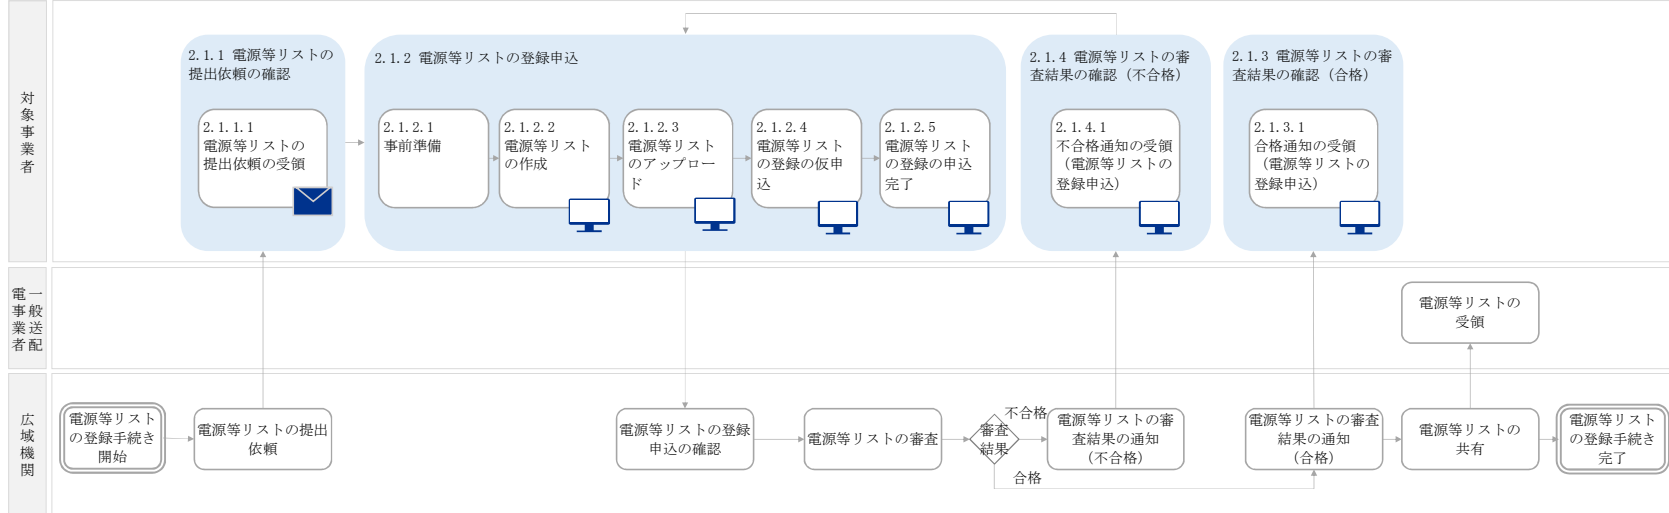 対象事業者
2.1.1 電源等リストの
提出依頼の確認
2.1.1.1
電源等リストの
提出依頼の受領
2.1.2 電源等リストの登録申込
2.1.2.1
事前準備
2.1.2.2
電源等リスト
の作成
2.1.2.3
電源等リスト
のアップロー
ド
2.1.2.4
電源等リスト
の登録の仮申
込
2.1.2.5
電源等リスト
の登録の申込
完了
2.1.4 電源等リストの審
査結果の確認（不合格）
2.1.4.1
不合格通知の受領
（電源等リストの
登録申込）
2.1.3 電源等リストの審
査結果の確認（合格）
2.1.3.1
合格通知の受領
（電源等リストの
登録申込）
一般送配
電事業者
電源等リストの
受領
広域機関
電源等リスト
の登録手続き
開始
電源等リストの提出
依頼
電源等リストの登録
申込の確認
電源等リストの審査
審査
結果
不合格
合格
電源等リストの審
査結果の通知
（不合格）
電源等リストの審査
結果の通知
（合格）
電源等リストの
共有
電源等リスト
の登録手続き
完了